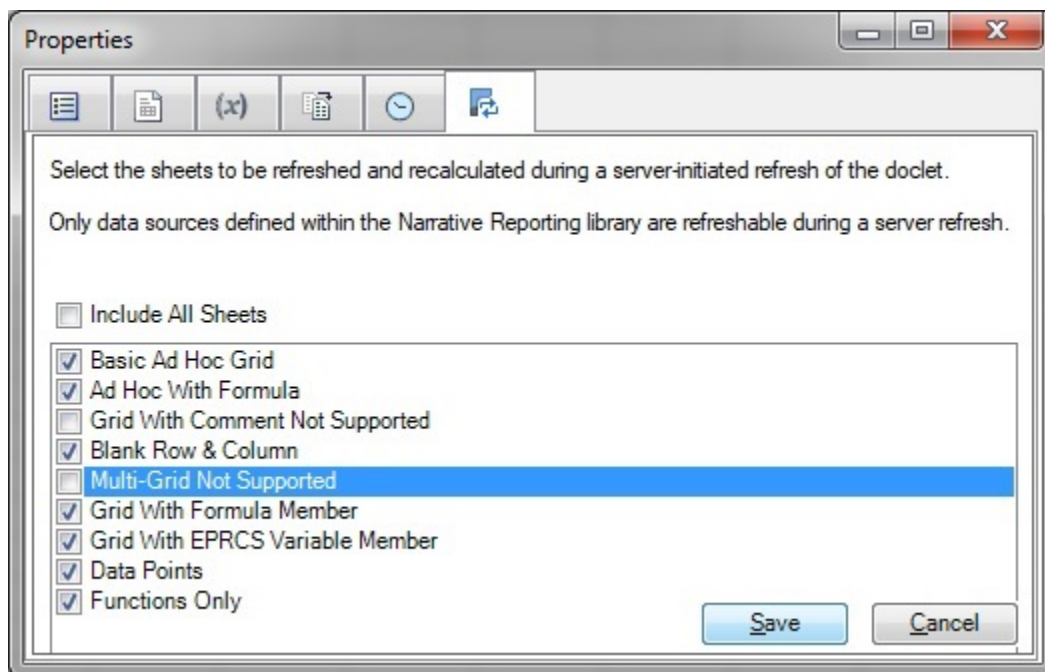 Properties
(x)
Select the sheets to be refreshed and recalculated during a server-initiated refresh of the doclet.
Only data sources defined within the Narrative Reporting library are refreshable during a server refresh.
Include All Sheets
Basic Ad Hoc Grid
Ad Hoc With Formula
Grid With Comment Not Supported
Blank Row & Column
Multi-Grid Not Supported
Grid With Formula Member
Grid With EPRCS Variable Member
Data Points
Functions Only
Save
Cancel